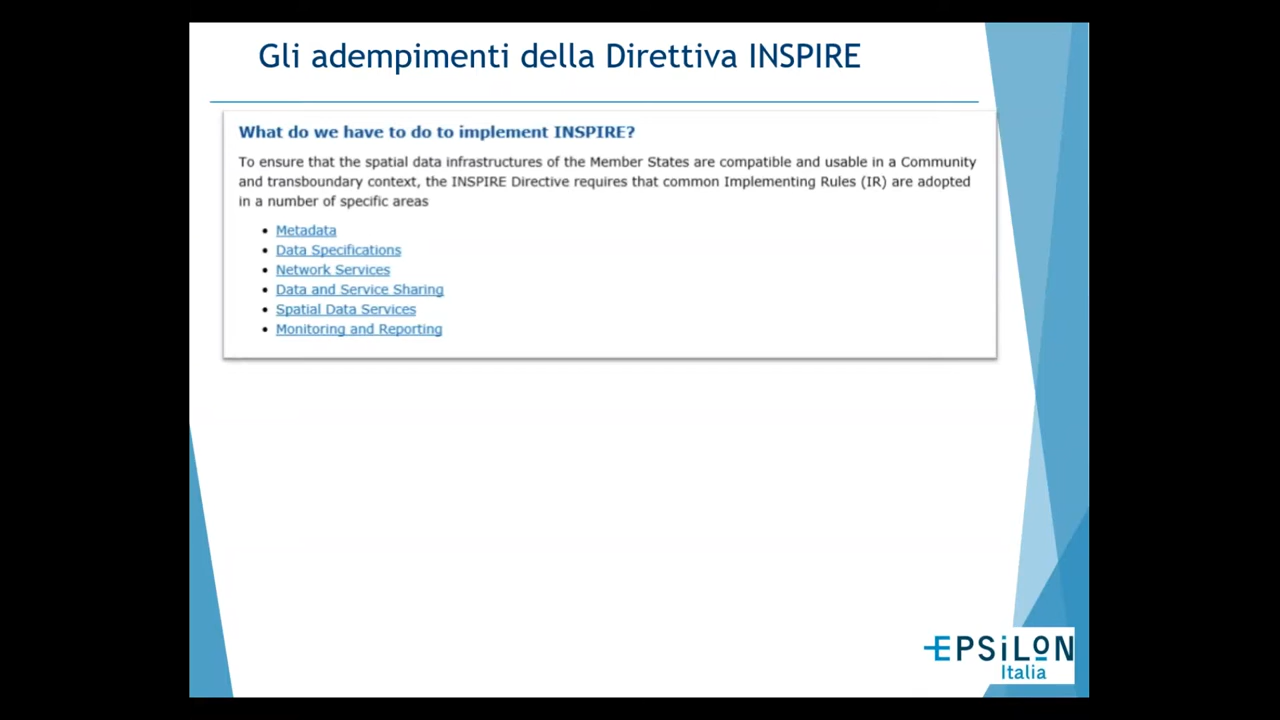 Gli adempimenti della Direttiva INSPIRE
What do we have to do to implement INSPIRE?
To ensure that the spatial data infrastructures of the Member States are compatible and usable in a Community
and transboundary context, the INSPIRE Directive requires that common Implementing Rules (IR) are adopted
in a number of specific areas
• Metadata
• Data Specifications
• Network Services
• Data and Service Sharing
• Spatial Data Services
• Monitoring and Reporting
EPSiLON
Italia